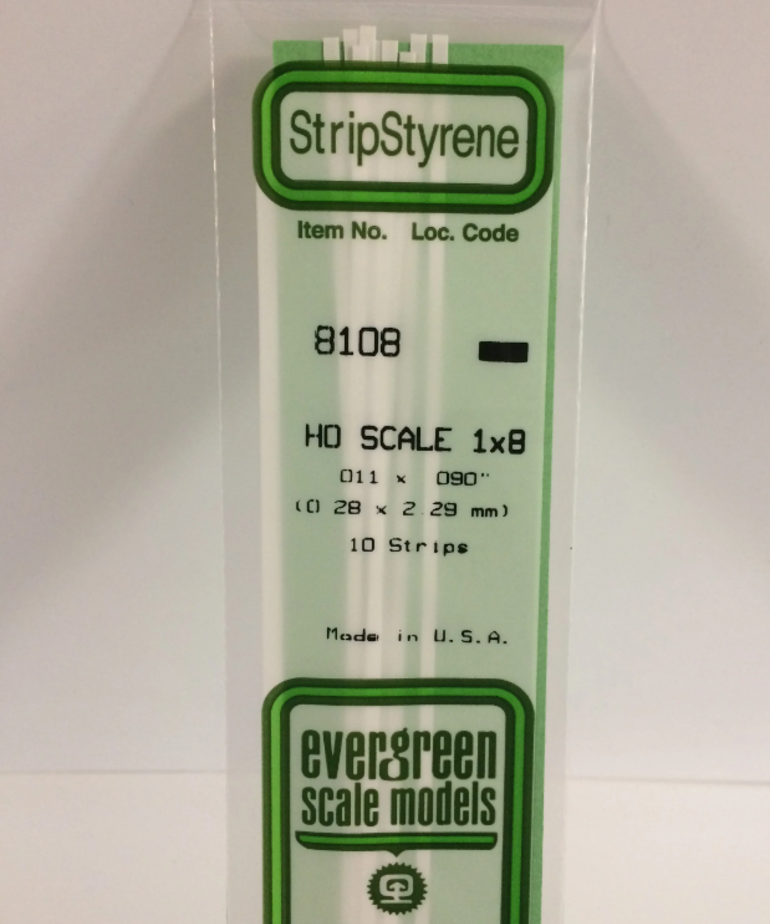 StripStyrene
Item No. Loc. Code
8108
HO SCALE 1x8
.011 x .090"
(0.28 x 2.29 mm)
10 Strips
Made in U.S.A.
evergreen
scale models